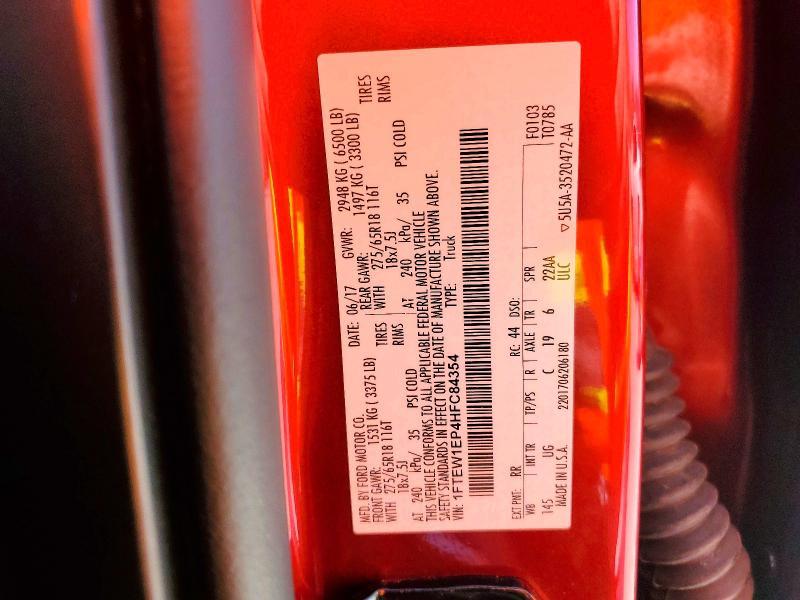 MFD. BY FORD MOTOR CO. DATE: 06/17 GVWR: 2948 KG ( 6500 LB)
FRONT GAWR: 1531 KG ( 3375 LB) REAR GAWR: 1497 KG ( 3300 LB)
WITH 275/65R18 116T TIRES WITH 275/65R18 116T TIRES
18x7.5J RIMS 18x7.5J RIMS
AT 240 kPa/ 35 PSI COLD AT 240 kPa/ 35 PSI COLD
THIS VEHICLE CONFORMS TO ALL APPLICABLE FEDERAL MOTOR VEHICLE
SAFETY STANDARDS IN EFFECT ON THE DATE OF MANUFACTURE SHOWN ABOVE.
VIN: 1FTEW1EP4HFC84354 TYPE: Truck
EXT PNT: RR RC: 44 DSO: F0103
WB INT TR TP/PS R AXLE TR SPR T0785
145 UG C 19 6 22AA
ULC
MADE IN U.S.A. 2201706206180 ▽5U5A-3520472-AA